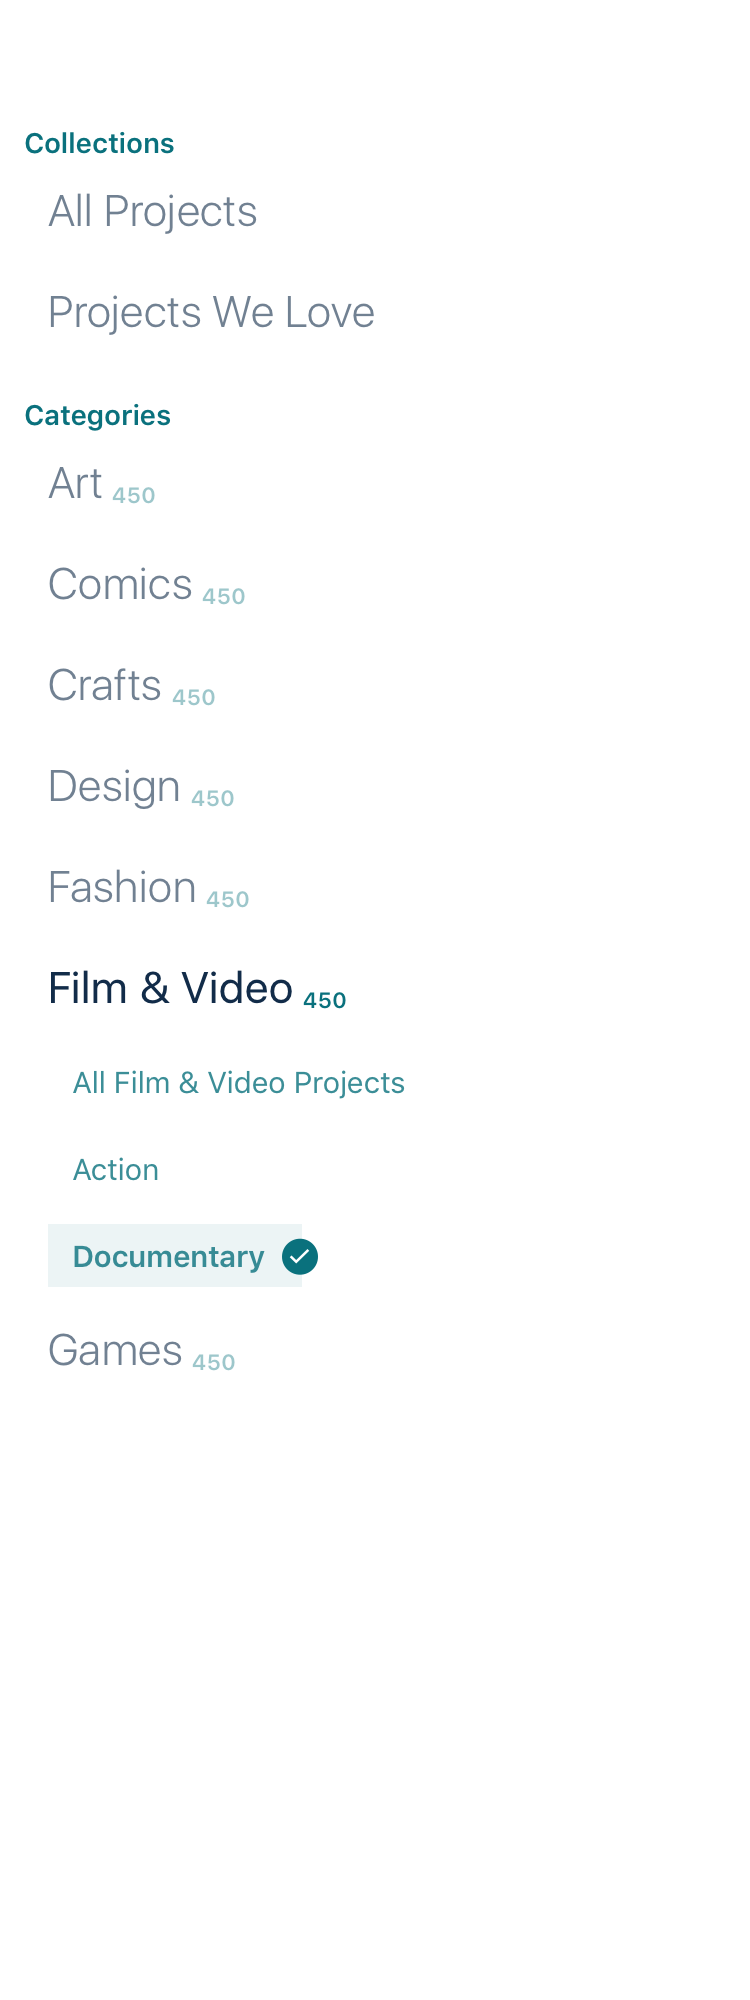 Collections
All Projects
Projects We Love
Categories
Art 450
Comics 450
Crafts 450
Design 450
Fashion 450
Film & Video 450
All Film & Video Projects
Action
Documentary
Games 450